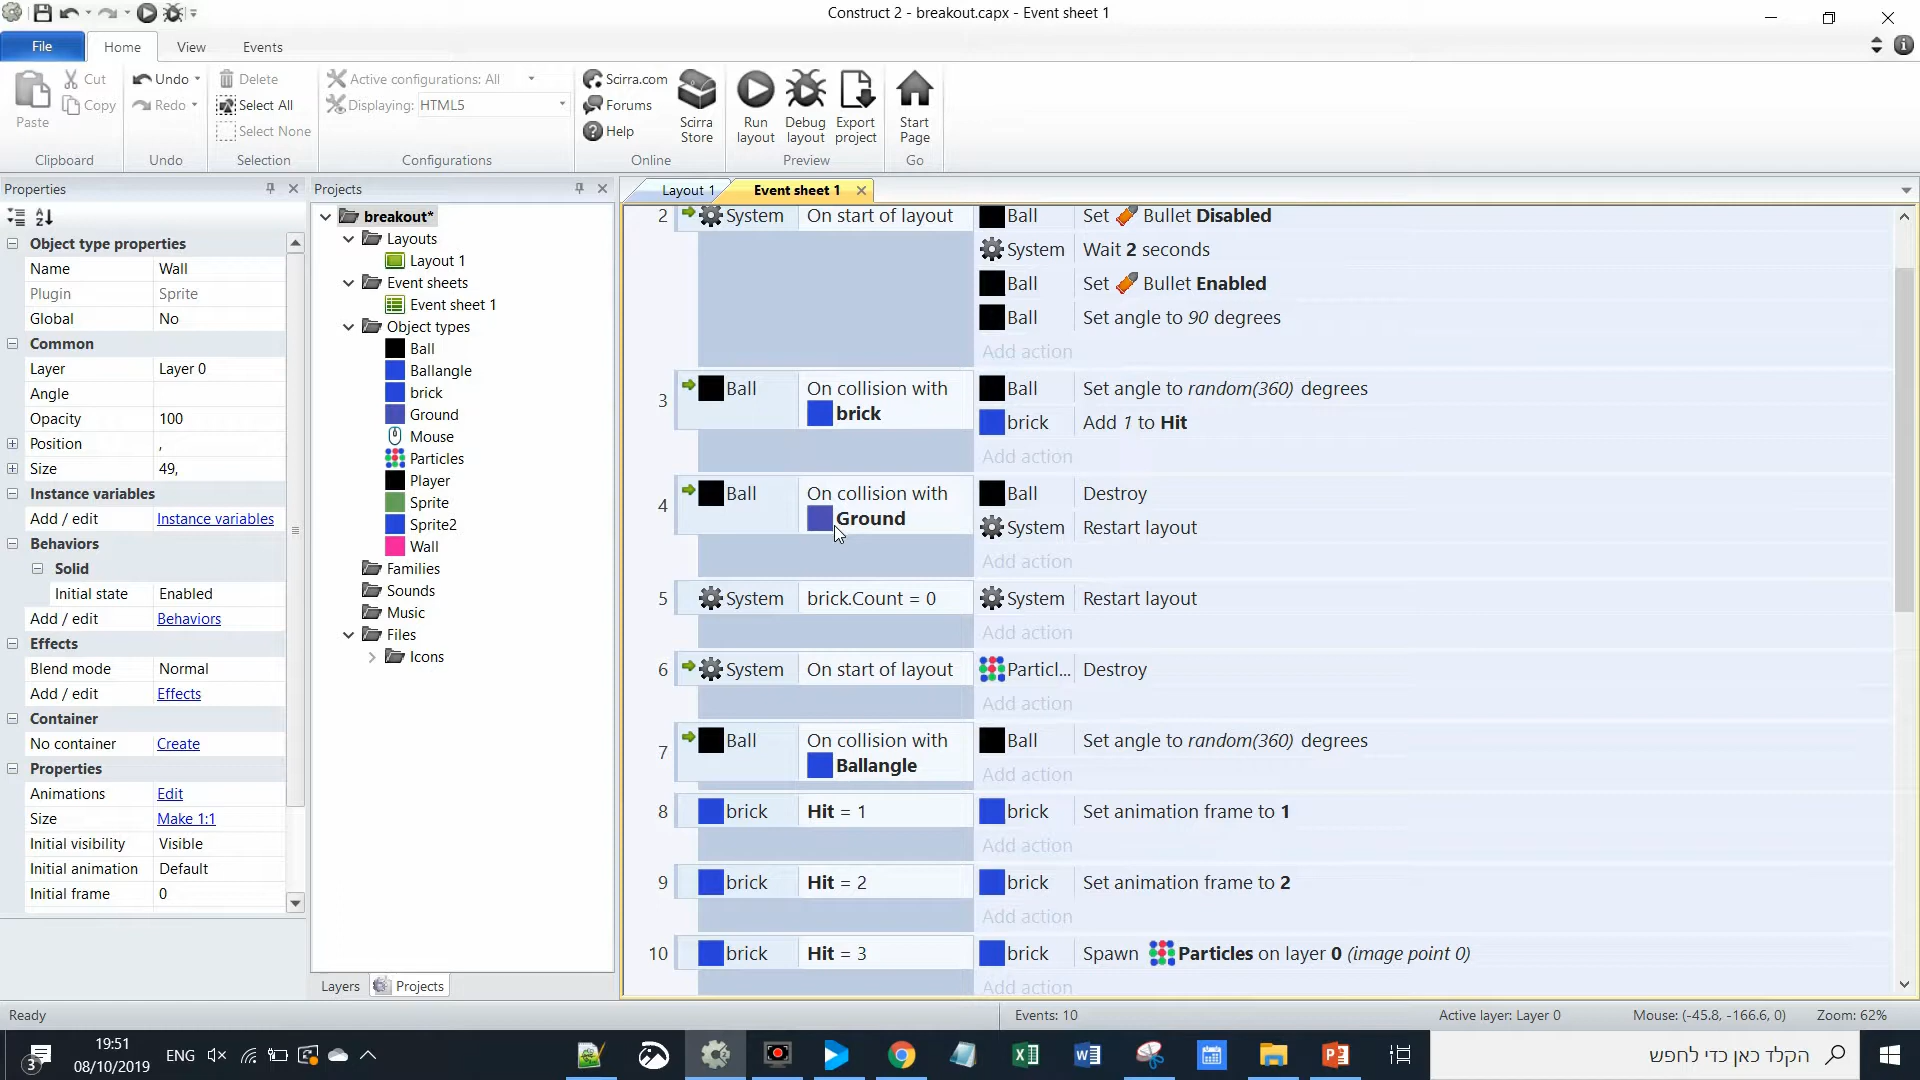 Construct 2 - breakout.capx - Event sheet 1
File Home View Events
Paste Cut Copy Clipboard
Undo Redo Undo
Delete Select All Select None Selection
Active configurations: All
Displaying: HTML5
Configurations
Scirra.com Forums Help Scirra Store Online
Run layout Debug layout Export project Preview
Start Page Go
Properties
Object type properties
Name Wall
Plugin Sprite
Global No
Common
Layer Layer 0
Angle
Opacity 100
Position ,
Size 49,
Instance variables
Add / edit Instance variables
Behaviors
Solid
Initial state Enabled
Add / edit Behaviors
Effects
Blend mode Normal
Add / edit Effects
Container
No container Create
Properties
Animations Edit
Size Make 1:1
Initial visibility Visible
Initial animation Default
Initial frame 0
Projects
breakout*
Layouts
Layout 1
Event sheets
Event sheet 1
Object types
Ball
Ballangle
brick
Ground
Mouse
Particles
Player
Sprite
Sprite2
Wall
Families
Sounds
Music
Files
Icons
Layers Projects
Layout 1 Event sheet 1
2 System On start of layout Ball Set Bullet Disabled
System Wait 2 seconds
Ball Set Bullet Enabled
Ball Set angle to 90 degrees
Add action
3 Ball On collision with brick Ball Set angle to random(360) degrees
brick Add 1 to Hit
Add action
4 Ball On collision with Ground Ball Destroy
System Restart layout
Add action
5 System brick.Count = 0 System Restart layout
Add action
6 System On start of layout Particl... Destroy
Add action
7 Ball On collision with Ballangle Ball Set angle to random(360) degrees
Add action
8 brick Hit = 1 brick Set animation frame to 1
Add action
9 brick Hit = 2 brick Set animation frame to 2
Add action
10 brick Hit = 3 brick Spawn Particles on layer 0 (image point 0)
Add action
Ready Events: 10 Active layer: Layer 0 Mouse: (-45.8, -166.6, 0) Zoom: 62%
3 19:51 ENG
08/10/2019
הקלד כאן כדי לחפש